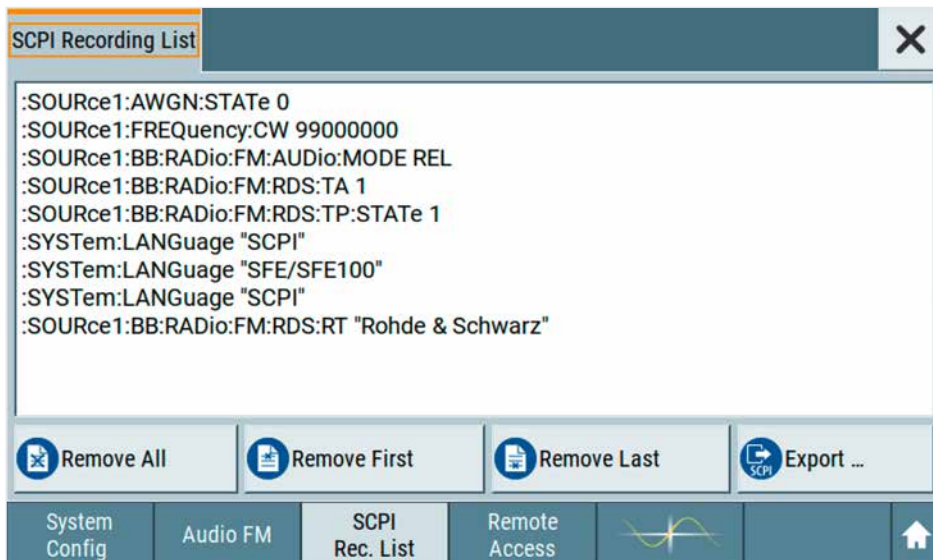 SCPI Recording List
:SOURce1:AWGN:STATe 0
:SOURce1:FREQuency:CW 99000000
:SOURce1:BB:RADio:FM:AUDio:MODE REL
:SOURce1:BB:RADio:FM:RDS:TA 1
:SOURce1:BB:RADio:FM:RDS:TP:STATe 1
:SYSTem:LANGuage "SCPI"
:SYSTem:LANGuage "SFE/SFE100"
:SYSTem:LANGuage "SCPI"
:SOURce1:BB:RADio:FM:RDS:RT "Rohde & Schwarz"
Remove All
Remove First
Remove Last
SCPI
Export ...
System
Config
Audio FM
SCPI
Rec. List
Remote
Access